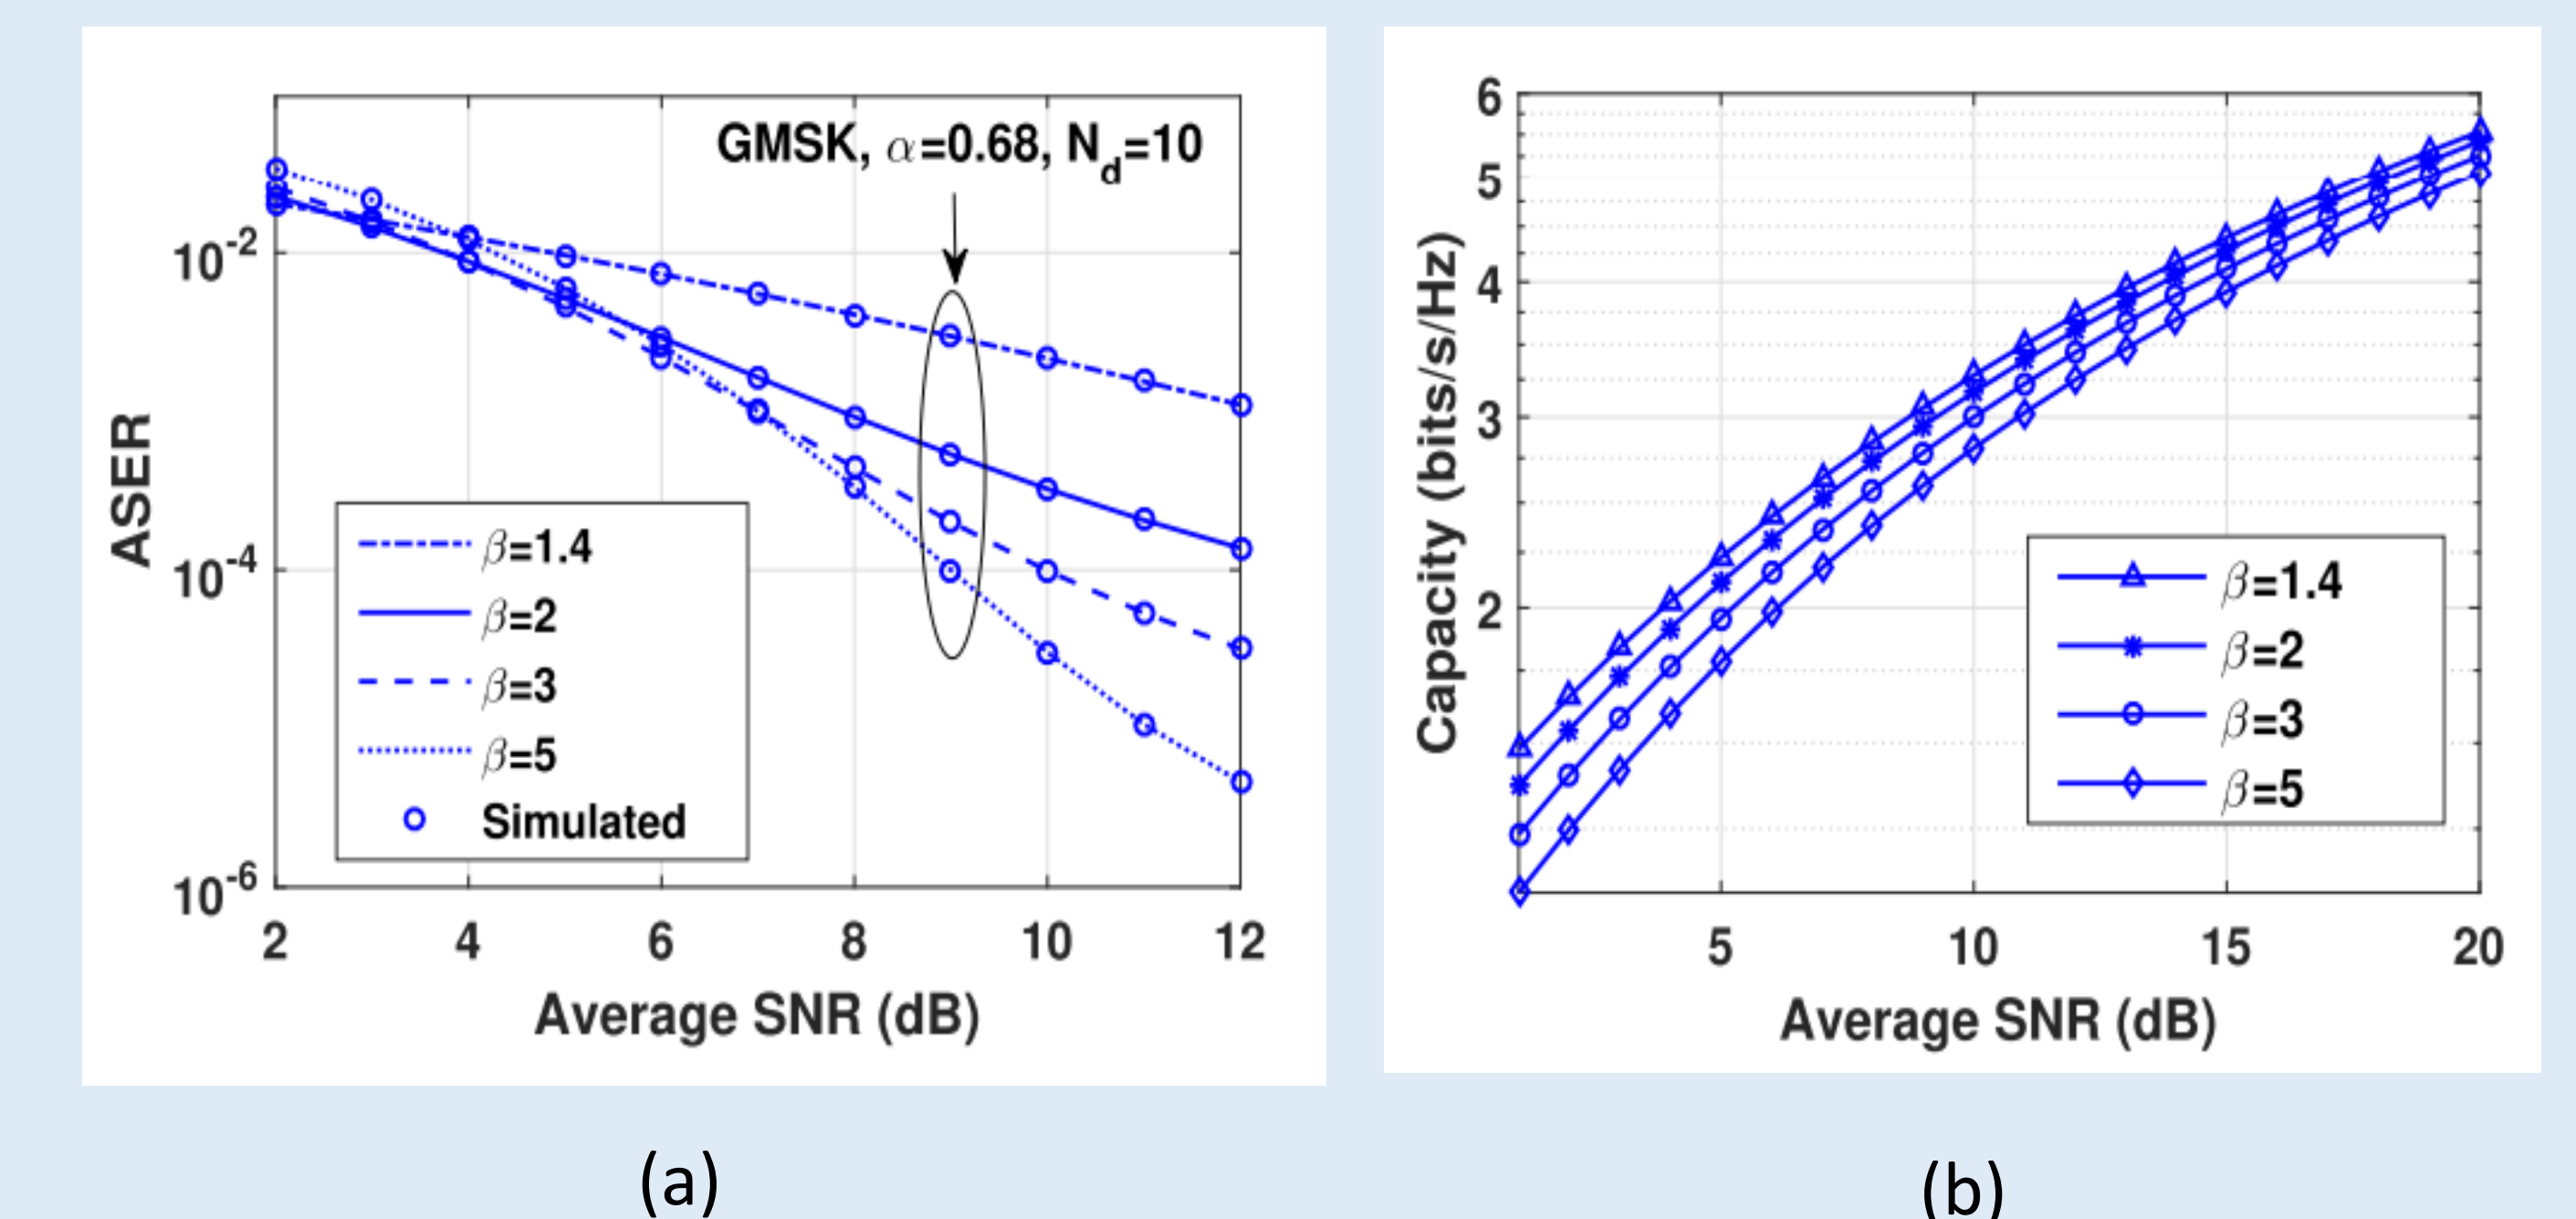 GMSK, α=0.68, N_d=10
ASER
10^-2
10^-4
10^-6
β=1.4
β=2
β=3
β=5
Simulated
2 4 6 8 10 12
Average SNR (dB)
(a)
Capacity (bits/s/Hz)
6
5
4
3
2
β=1.4
β=2
β=3
β=5
5 10 15 20
Average SNR (dB)
(b)